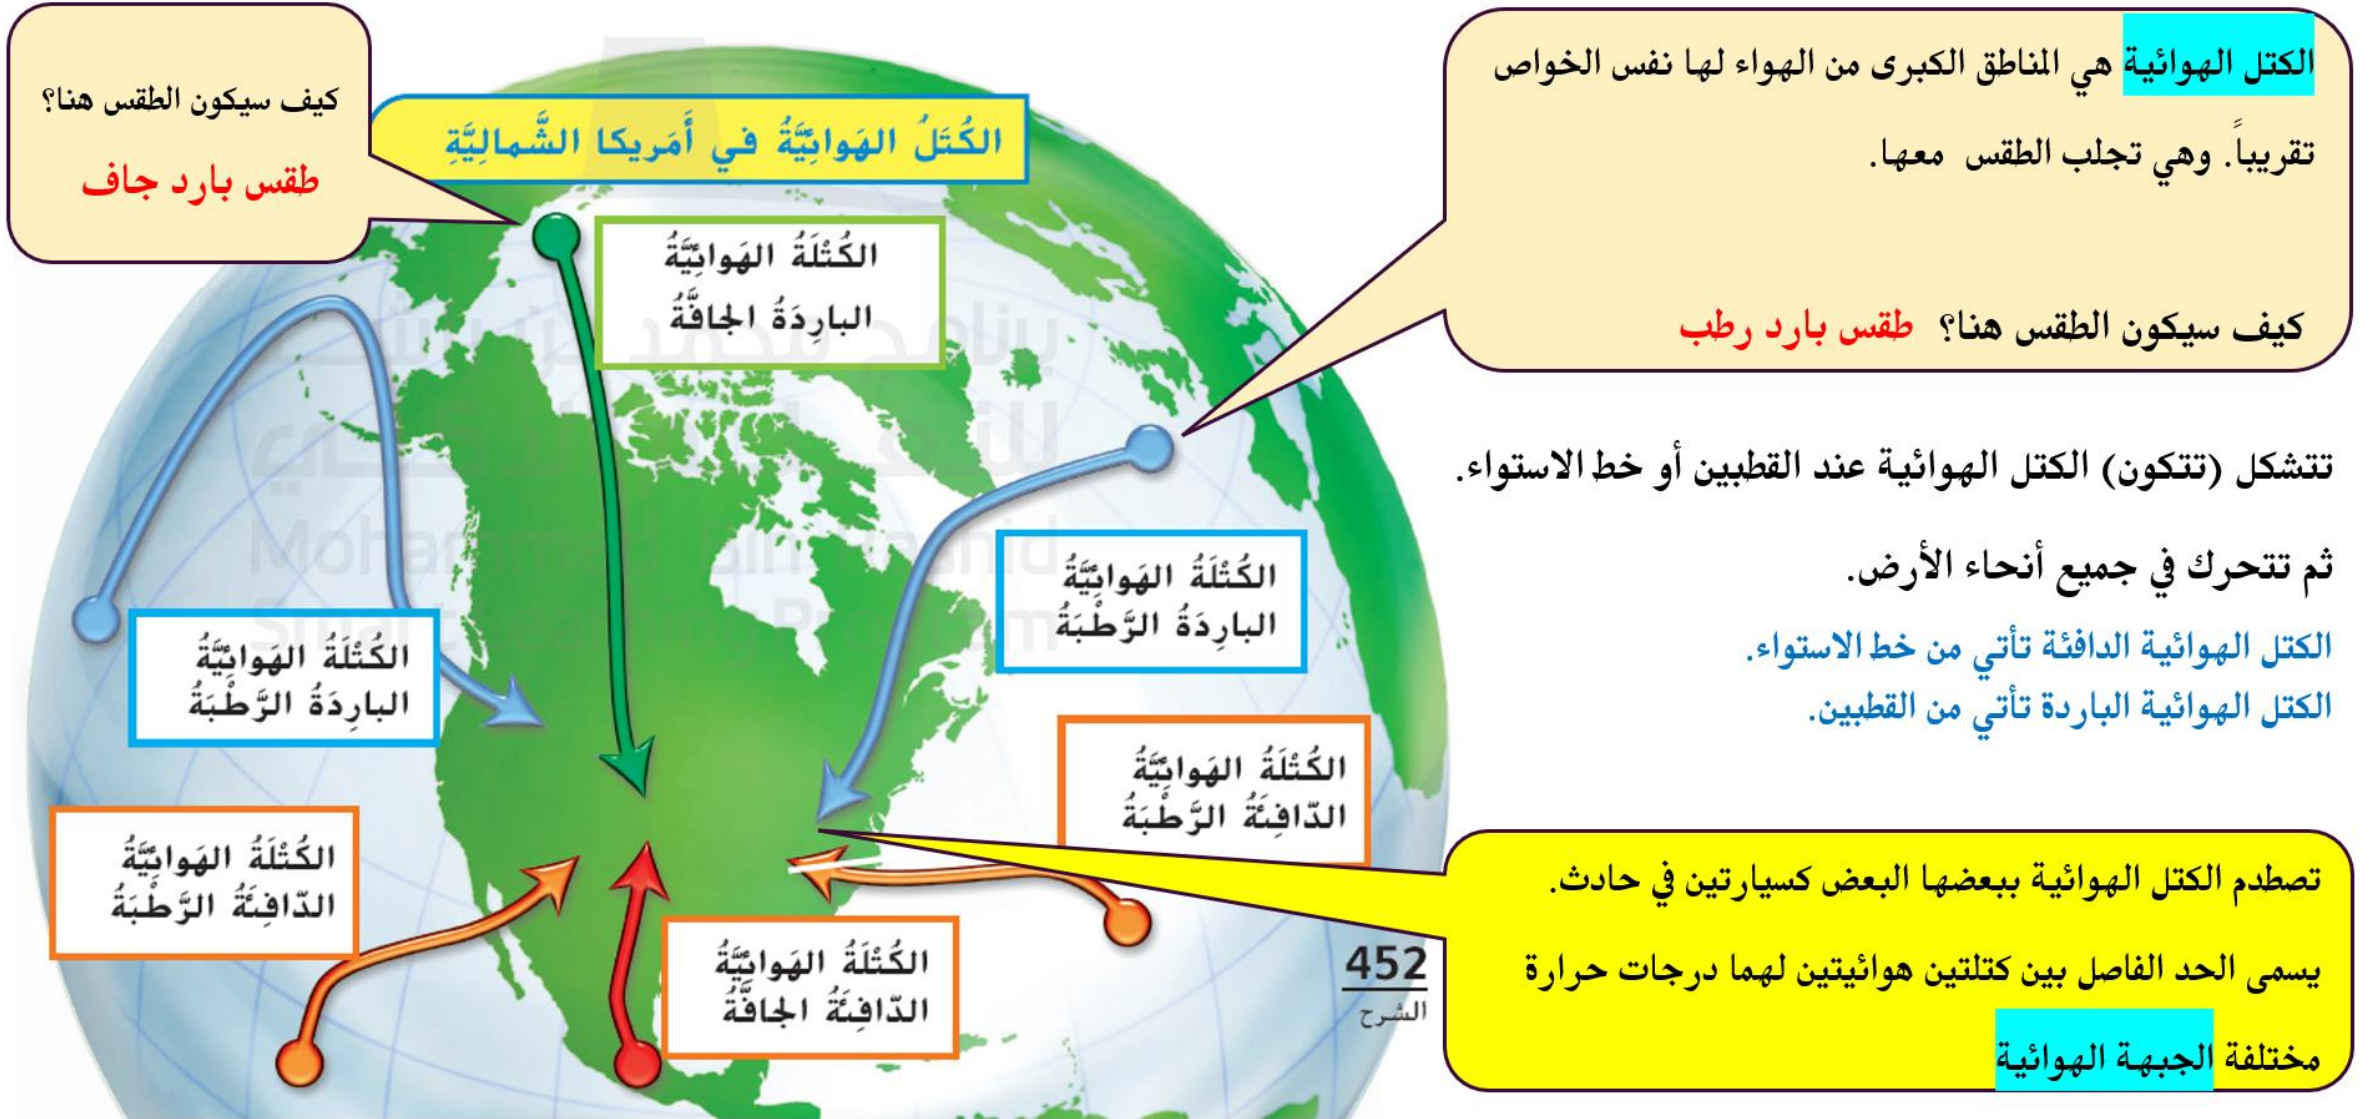 الكتل الهوائية هي المناطق الكبرى من الهواء لها نفس الخواص
تقريباً. وهي تجلب الطقس معها.
كيف سيكون الطقس هنا؟ طقس بارد رطب
كيف سيكون الطقس هنا؟
طقس بارد جاف
الكُتَلُ الهَوائِيَّةُ في أَمَريكا الشَّمالِيَّةِ
الكُتْلَةُ الهَوائِيَّةُ
البارِدَةُ الجافَّةُ
تتشكل (تتكون) الكتل الهوائية عند القطبين أو خط الاستواء.
ثم تتحرك في جميع أنحاء الأرض.
الكتل الهوائية الدافئة تأتي من خط الاستواء.
الكتل الهوائية الباردة تأتي من القطبين.
الكُتْلَةُ الهَوائِيَّةُ
البارِدَةُ الرَّطْبَةُ
الكُتْلَةُ الهَوائِيَّةُ
البارِدَةُ الرَّطْبَةُ
الكُتْلَةُ الهَوائِيَّةُ
الدّافِئَةُ الرَّطْبَةُ
الكُتْلَةُ الهَوائِيَّةُ
الدّافِئَةُ الرَّطْبَةُ
الكُتْلَةُ الهَوائِيَّةُ
الدّافِئَةُ الجافَّةُ
تصطدم الكتل الهوائية ببعضها البعض كسيارتين في حادث.
يسمى الحد الفاصل بين كتلتين هوائيتين لهما درجات حرارة
مختلفة الجبهة الهوائية
452
الشرح
Mohammed Bin Rashid
Smart Learning Program